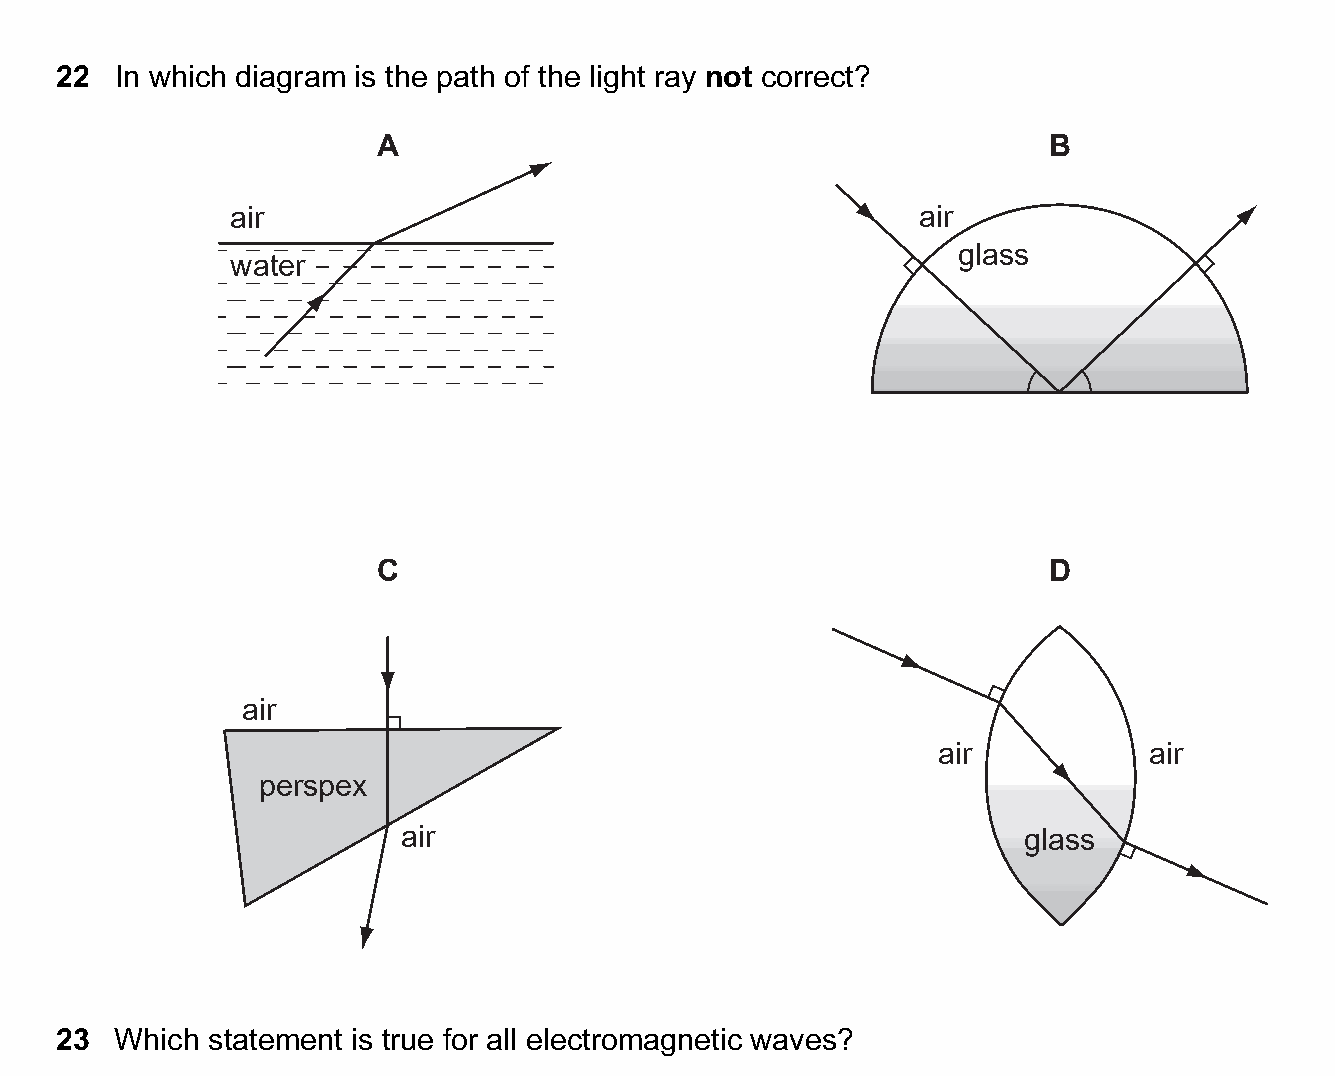 22 In which diagram is the path of the light ray not correct?
A
B
air
water
air
glass
C
D
air
perspex
air
air
air
glass
23 Which statement is true for all electromagnetic waves?